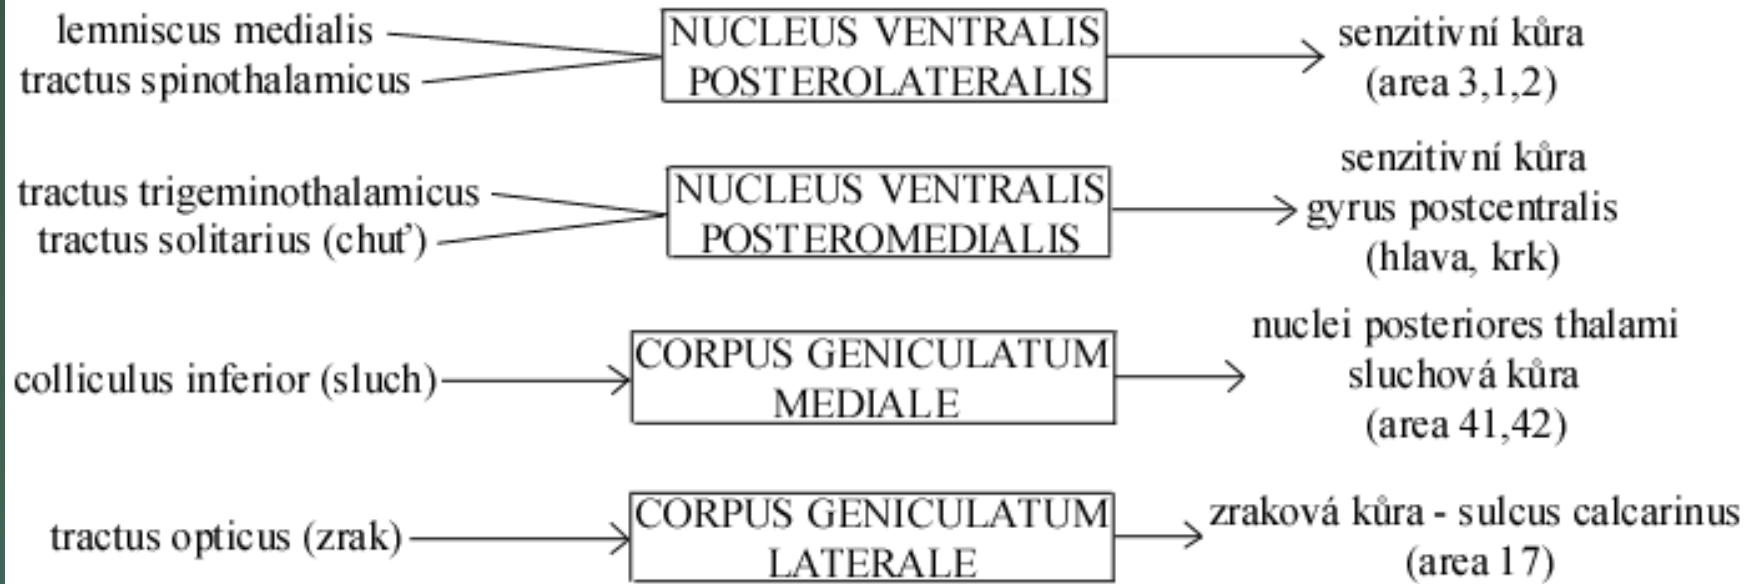 lemniscus medialis
tractus spinothalamicus
NUCLEUS VENTRALIS
POSTEROLATERALIS
senzitivní kůra
(area 3,1,2)
tractus trigeminothalamicus
tractus solitarius (chuť)
NUCLEUS VENTRALIS
POSTEROMEDIALIS
senzitivní kůra
gyrus postcentralis
(hlava, krk)
colliculus inferior (sluch)
CORPUS GENICULATUM
MEDIALE
nuclei posteriores thalami
sluchová kůra
(area 41,42)
tractus opticus (zrak)
CORPUS GENICULATUM
LATERALE
zraková kůra - sulcus calcarinus
(area 17)